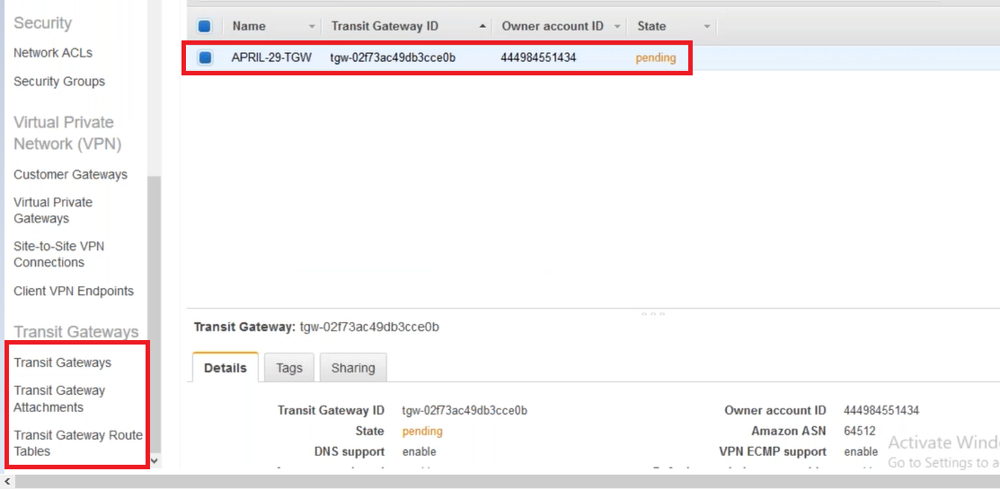 Security
Network ACLs
Security Groups
Virtual Private
Network (VPN)
Customer Gateways
Virtual Private
Gateways
Site-to-Site VPN
Connections
Client VPN Endpoints
Transit Gateways
Transit Gateways
Transit Gateway
Attachments
Transit Gateway Route
Tables
Name Transit Gateway ID Owner account ID State
APRIL-29-TGW tgw-02f73ac49db3cce0b 444984551434 pending
Transit Gateway: tgw-02f73ac49db3cce0b
Details Tags Sharing
Transit Gateway ID tgw-02f73ac49db3cce0b Owner account ID 444984551434
State pending Amazon ASN 64512
DNS support enable VPN ECMP support enable
Activate Wind
Go to Settings to a